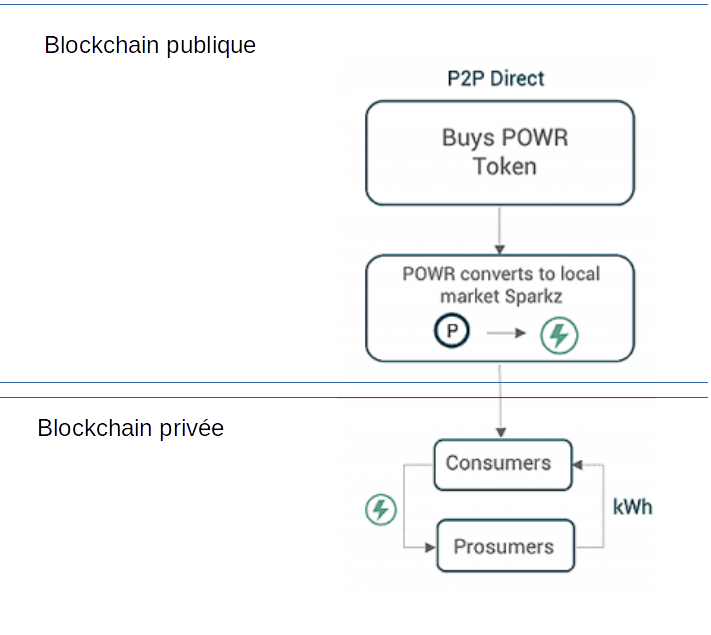 Blockchain publique
P2P Direct
Buys POWR
Token
POWR converts to local
market Sparkz
P
Blockchain privée
Consumers
kWh
Prosumers